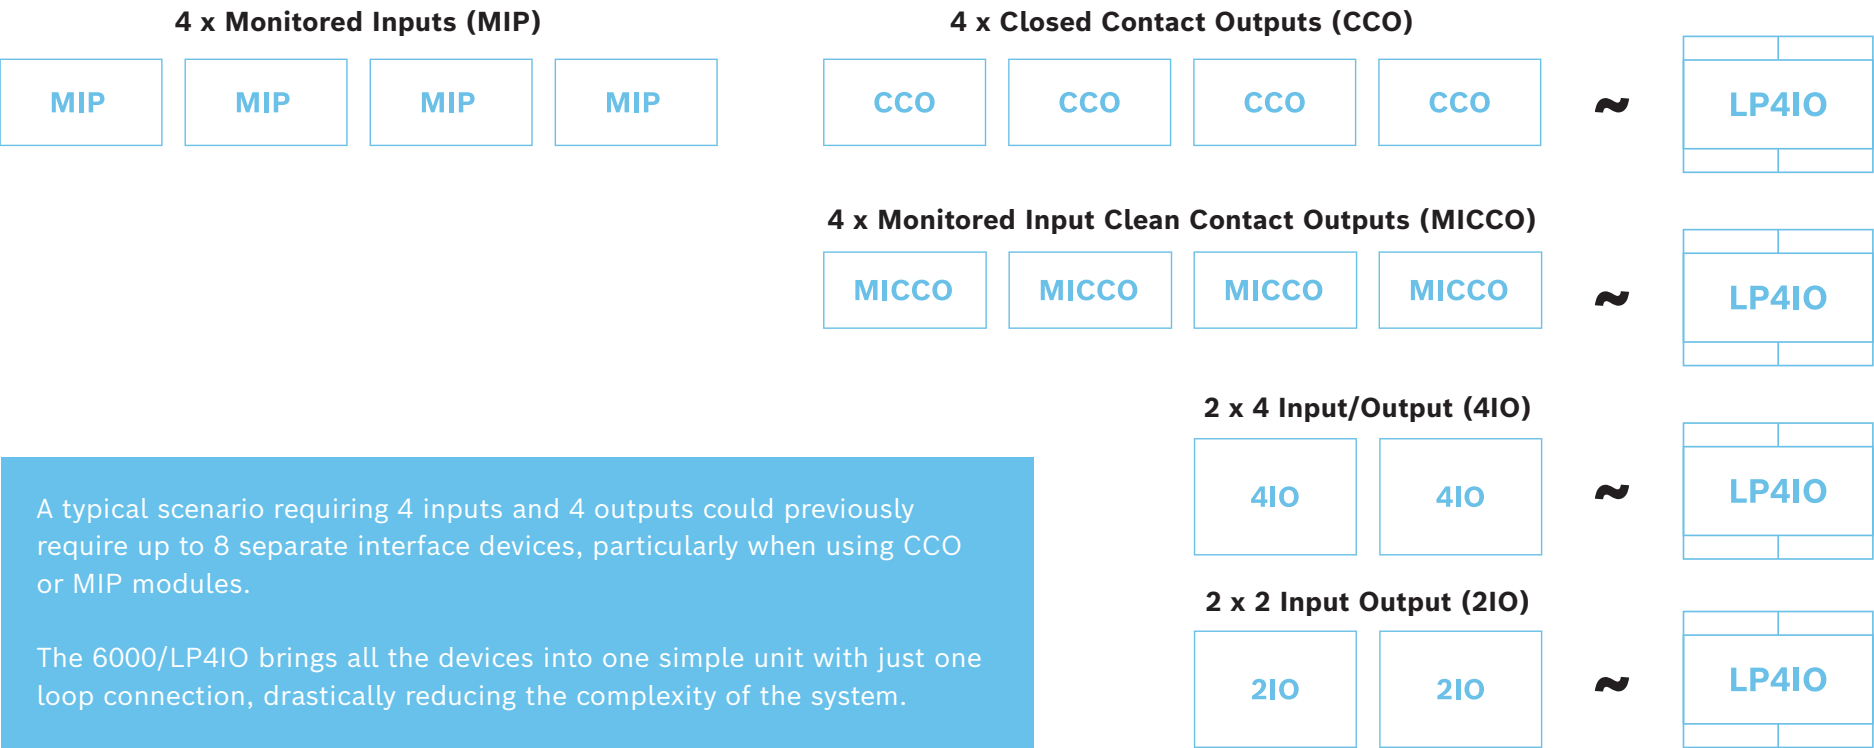 4 x Monitored Inputs (MIP)
4 x Closed Contact Outputs (CCO)
MIP MIP MIP MIP CCO CCO CCO CCO ~ LP4IO
4 x Monitored Input Clean Contact Outputs (MICCO)
MICCO MICCO MICCO MICCO ~ LP4IO
2 x 4 Input/Output (4IO)
4IO 4IO ~ LP4IO
2 x 2 Input Output (2IO)
2IO 2IO ~ LP4IO
A typical scenario requiring 4 inputs and 4 outputs could previously
require up to 8 separate interface devices, particularly when using CCO
or MIP modules.
The 6000/LP4IO brings all the devices into one simple unit with just one
loop connection, drastically reducing the complexity of the system.